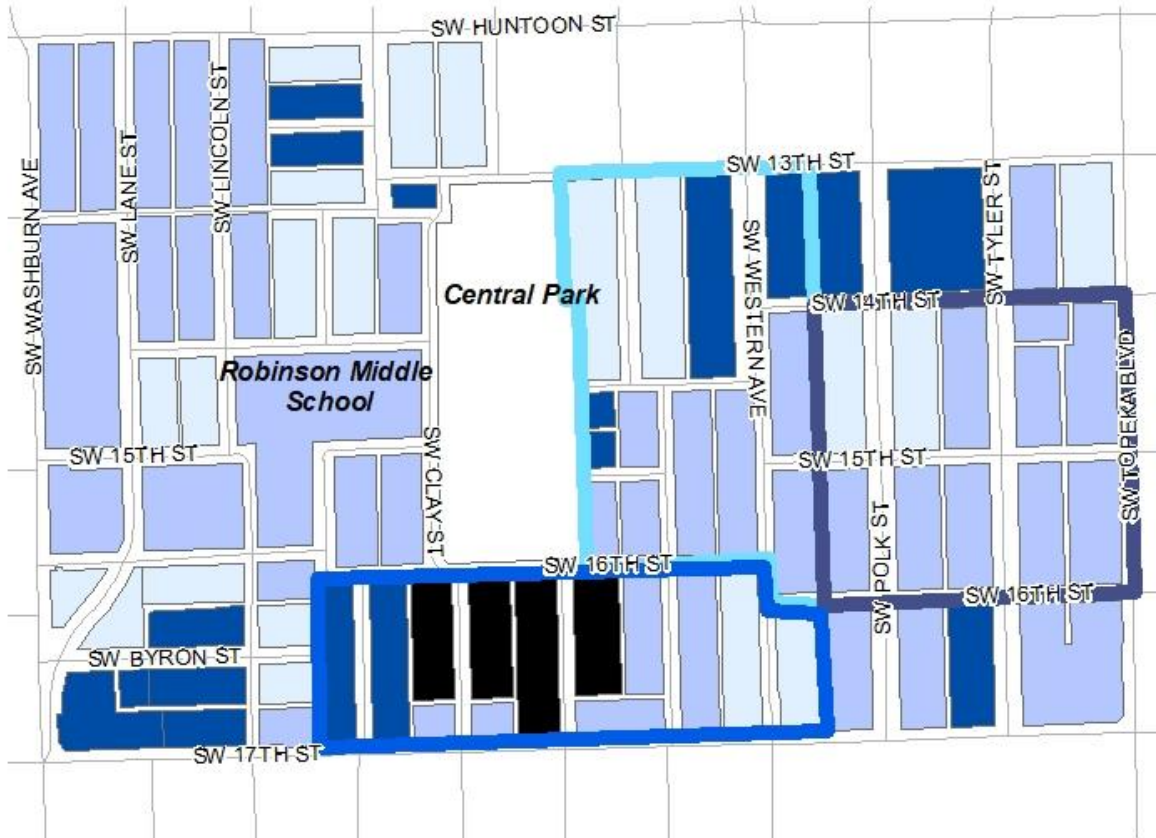 SW HUNTOON ST
SW WASHBURN AVE
SW LANE ST
SW LINCOLN ST
SW 13TH ST
SW TYLER ST
SW WESTERN AVE
Central Park
SW 14TH ST
Robinson Middle
School
SW TOPEKA BLVD
SW 15TH ST
SW 15TH ST
SW CLAY ST
SW POLK ST
SW 16TH ST
SW 16TH ST
SW BYRON ST
SW 17TH ST